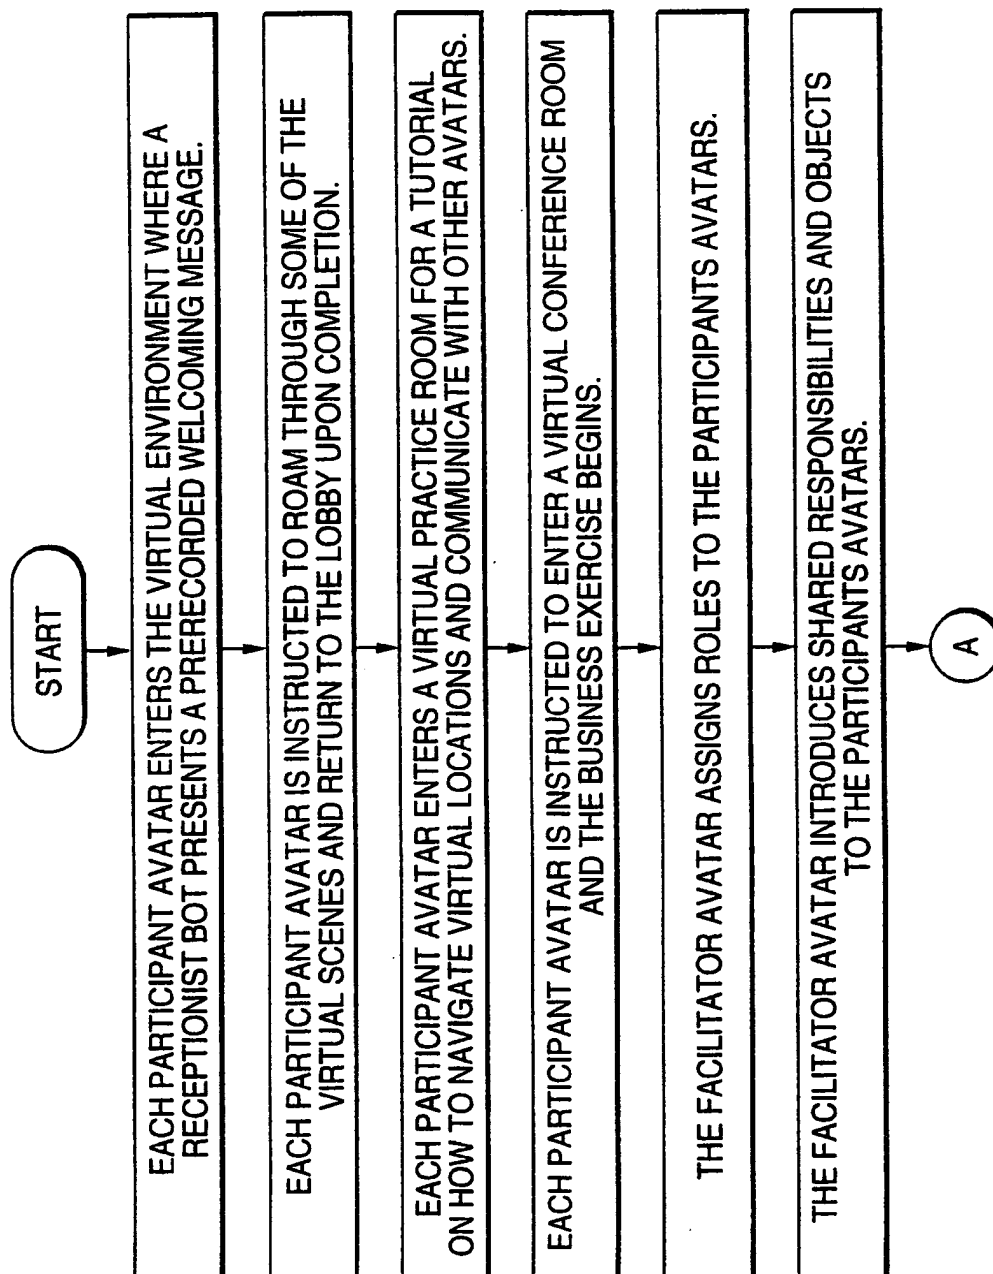 START
EACH PARTICIPANT AVATAR ENTERS THE VIRTUAL ENVIRONMENT WHERE A
RECEPTIONIST BOT PRESENTS A PRERECORDED WELCOMING MESSAGE.
EACH PARTICIPANT AVATAR IS INSTRUCTED TO ROAM THROUGH SOME OF THE
VIRTUAL SCENES AND RETURN TO THE LOBBY UPON COMPLETION.
EACH PARTICIPANT AVATAR ENTERS A VIRTUAL PRACTICE ROOM FOR A TUTORIAL
ON HOW TO NAVIGATE VIRTUAL LOCATIONS AND COMMUNICATE WITH OTHER AVATARS.
EACH PARTICIPANT AVATAR IS INSTRUCTED TO ENTER A VIRTUAL CONFERENCE ROOM
AND THE BUSINESS EXERCISE BEGINS.
THE FACILITATOR AVATAR ASSIGNS ROLES TO THE PARTICIPANTS AVATARS.
THE FACILITATOR AVATAR INTRODUCES SHARED RESPONSIBILITIES AND OBJECTS
TO THE PARTICIPANTS AVATARS.
A